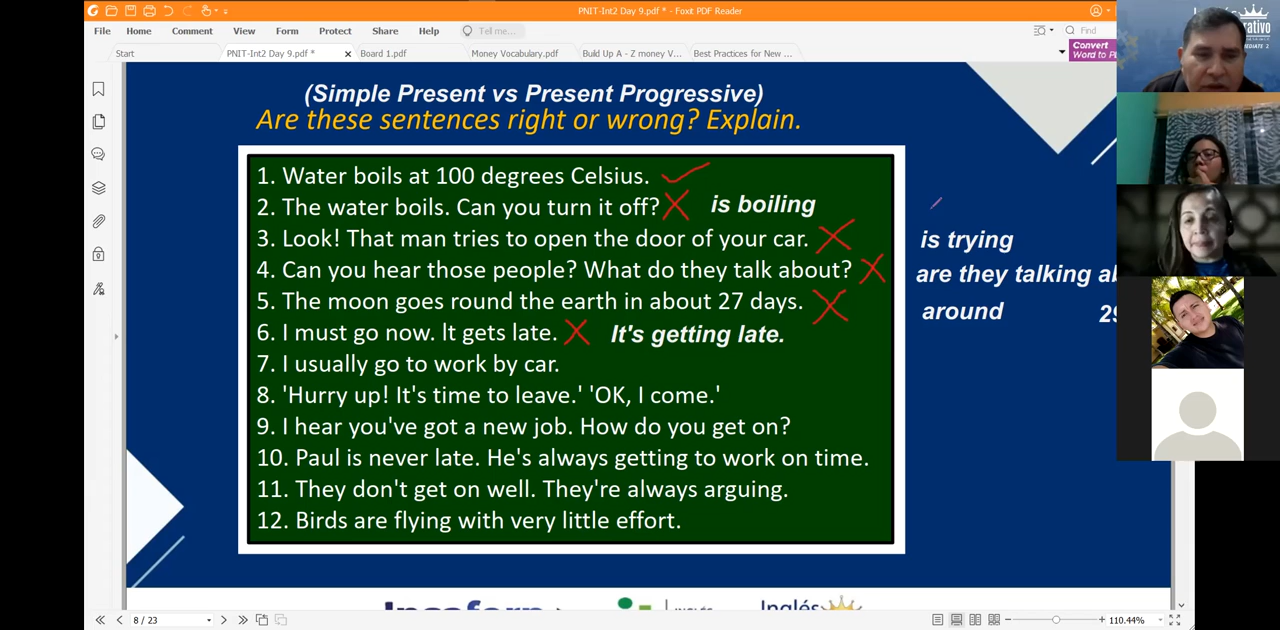 PNIT-Int2 Day 9.pdf * - Foxit PDF Reader
File Home Comment View Form Protect Share Help Tell me... Find
Start PNIT-Int2 Day 9.pdf * Board 1.pdf Money Vocabulary.pdf Build Up A - Z money V... Best Practices for New ...
Convert
(Simple Present vs Present Progressive)
Are these sentences right or wrong? Explain.
1. Water boils at 100 degrees Celsius.
2. The water boils. Can you turn it off? is boiling
3. Look! That man tries to open the door of your car. is trying
4. Can you hear those people? What do they talk about? are they talking ab
5. The moon goes round the earth in about 27 days. around 29
6. I must go now. It gets late. It's getting late.
7. I usually go to work by car.
8. 'Hurry up! It's time to leave.' 'OK, I come.'
9. I hear you've got a new job. How do you get on?
10. Paul is never late. He's always getting to work on time.
11. They don't get on well. They're always arguing.
12. Birds are flying with very little effort.
Inglés
8 / 23 110.44%